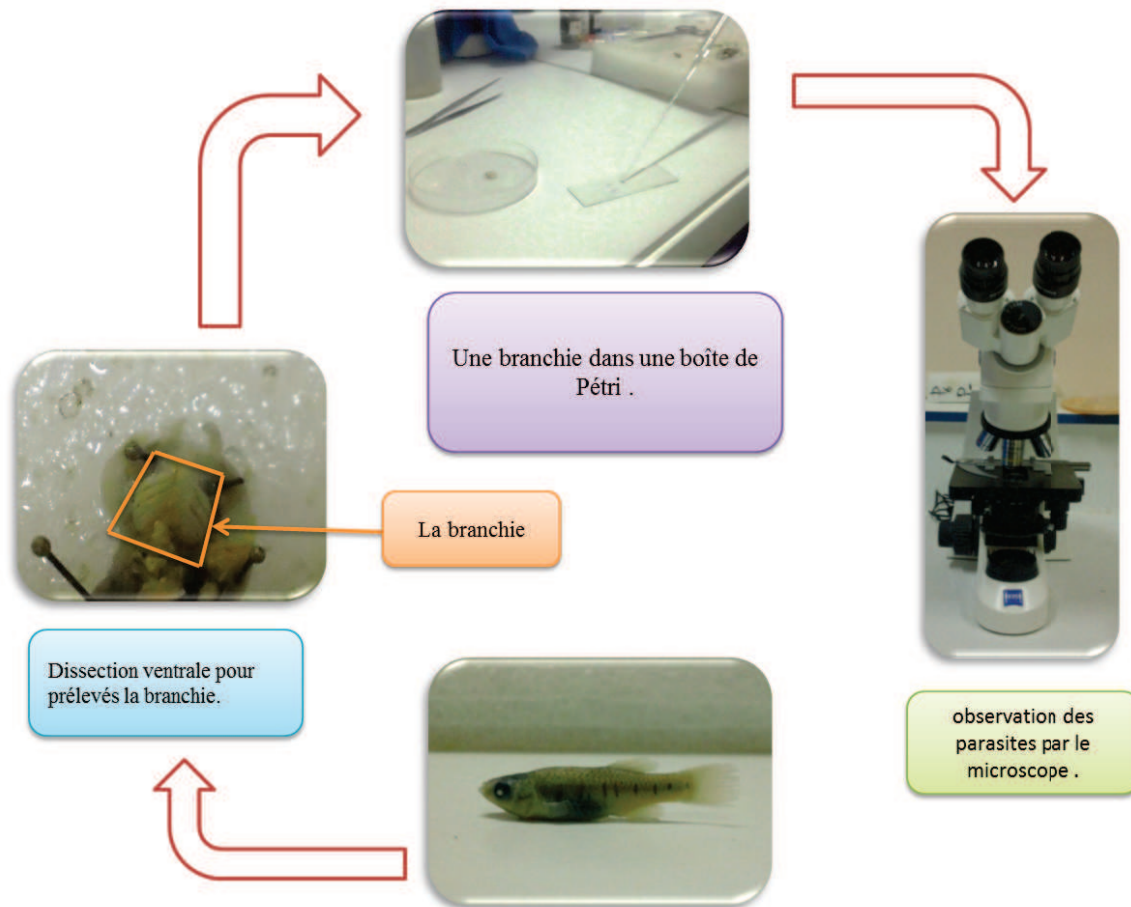 Une branchie dans une boîte de
Pétri .
La branchie
Dissection ventrale pour
prélevés la branchie.
observation des
parasites par le
microscope .